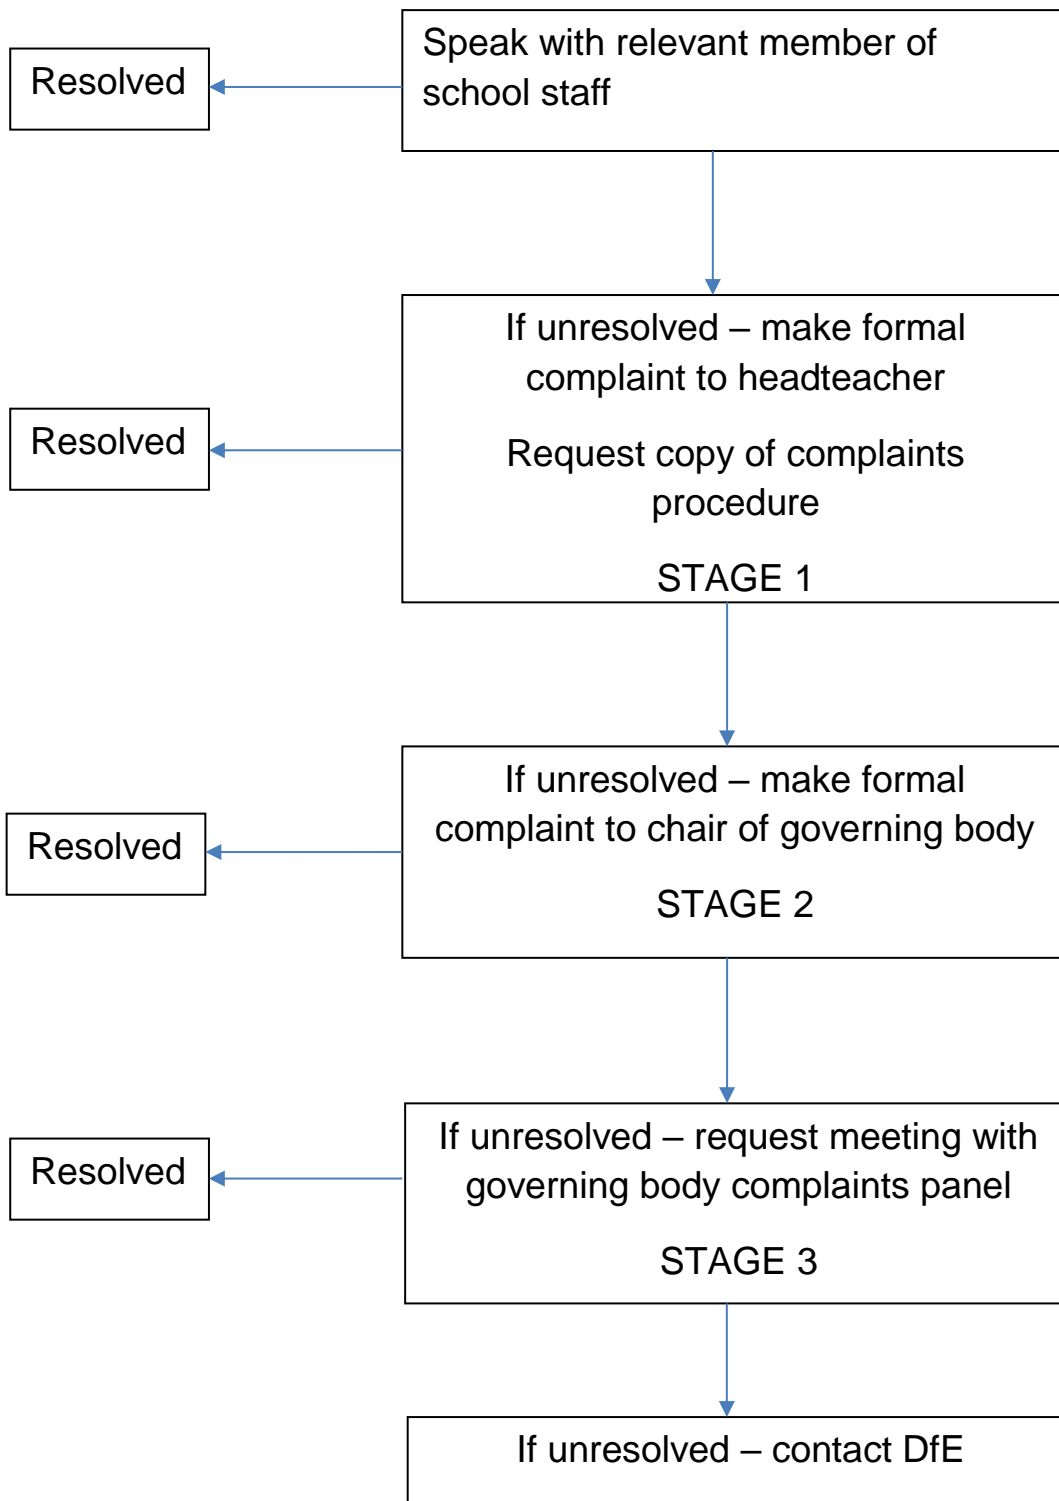 Speak with relevant member of
school staff
Resolved
If unresolved – make formal
complaint to headteacher
Request copy of complaints
procedure
STAGE 1
Resolved
If unresolved – make formal
complaint to chair of governing body
STAGE 2
Resolved
If unresolved – request meeting with
governing body complaints panel
STAGE 3
Resolved
If unresolved – contact DfE